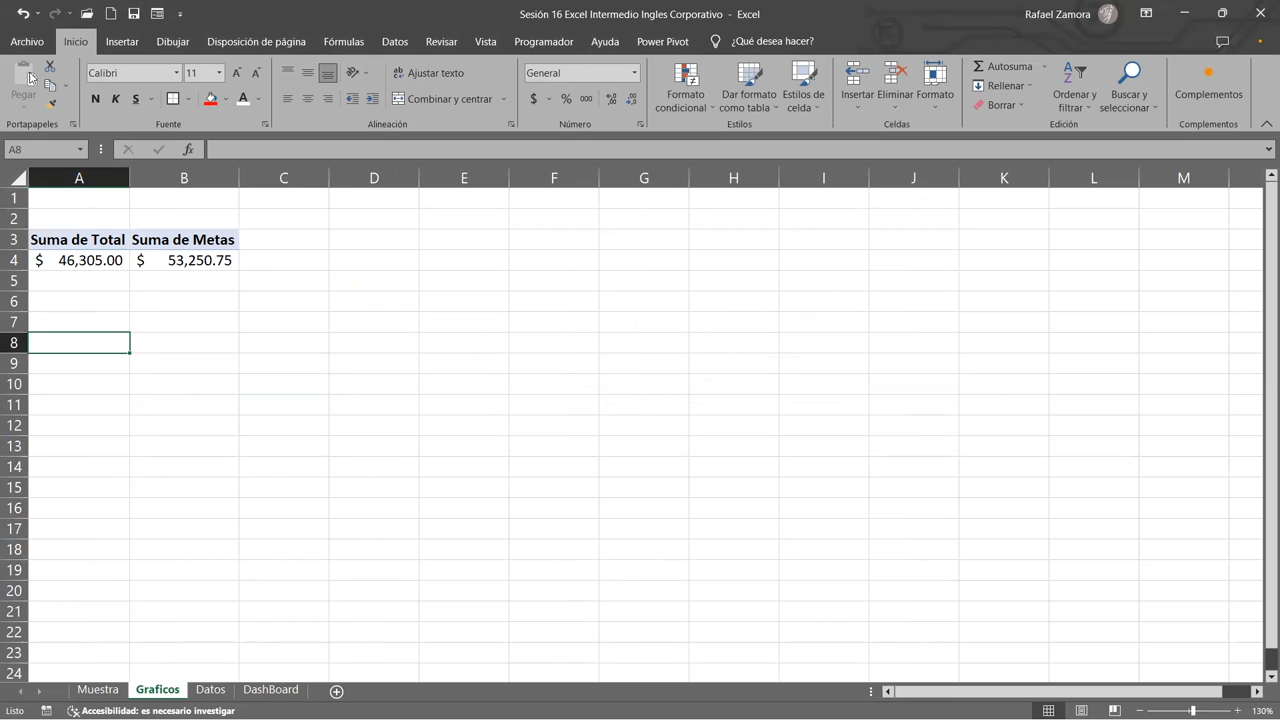 Sesión 16 Excel Intermedio Ingles Corporativo - Excel
Rafael Zamora
Archivo Inicio Insertar Dibujar Disposición de página Fórmulas Datos Revisar Vista Programador Ayuda Power Pivot ¿Qué desea hacer?
Pegar
Portapapeles
Calibri 11
N K S A
Fuente
Ajustar texto
Combinar y centrar
Alineación
General
$ % 000
Número
Formato condicional
Dar formato como tabla
Estilos de celda
Estilos
Insertar Eliminar Formato
Celdas
Autosuma
Rellenar
Borrar
Ordenar y filtrar
Buscar y seleccionar
Edición
Complementos
Complementos
A8 fx
A B C D E F G H I J K L M
1
2
3 Suma de Total Suma de Metas
4 $ 46,305.00 $ 53,250.75
5
6
7
8
9
10
11
12
13
14
15
16
17
18
19
20
21
22
23
24
Muestra Graficos Datos DashBoard
Listo Accesibilidad: es necesario investigar 130%